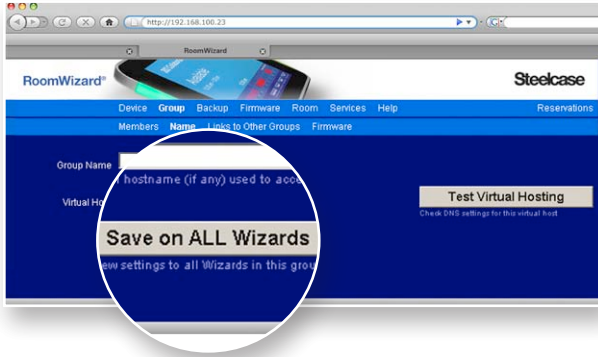 http://192.168.100.23
RoomWizard
RoomWizard® Steelcase
Device Group Backup Firmware Room Services Help Reservations
Members Name Links to Other Groups Firmware
Group Name
hostname (if any) used to acce
Virtual Ho
Test Virtual Hosting
Check DNS settings for this virtual host
Save on ALL Wizards
ew settings to all Wizards in this grou